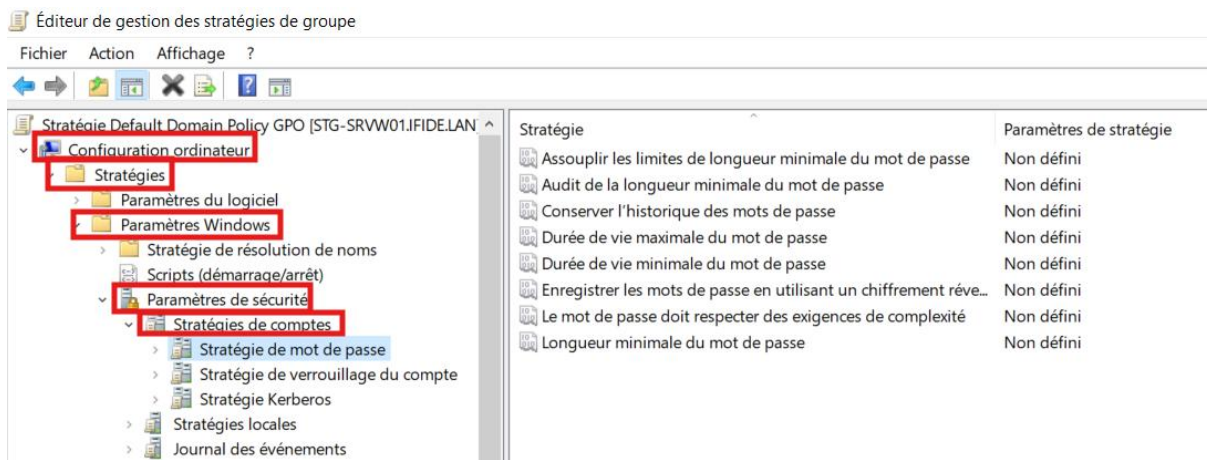 Éditeur de gestion des stratégies de groupe
Fichier Action Affichage ?
Stratégie Default Domain Policy GPO [STG-SRVW01.IFIDE.LAN]
Configuration ordinateur
Stratégies
Paramètres du logiciel
Paramètres Windows
Stratégie de résolution de noms
Scripts (démarrage/arrêt)
Paramètres de sécurité
Stratégies de comptes
Stratégie de mot de passe
Stratégie de verrouillage du compte
Stratégie Kerberos
Stratégies locales
Journal des événements
Stratégie Paramètres de stratégie
Assouplir les limites de longueur minimale du mot de passe Non défini
Audit de la longueur minimale du mot de passe Non défini
Conserver l'historique des mots de passe Non défini
Durée de vie maximale du mot de passe Non défini
Durée de vie minimale du mot de passe Non défini
Enregistrer les mots de passe en utilisant un chiffrement réve... Non défini
Le mot de passe doit respecter des exigences de complexité Non défini
Longueur minimale du mot de passe Non défini